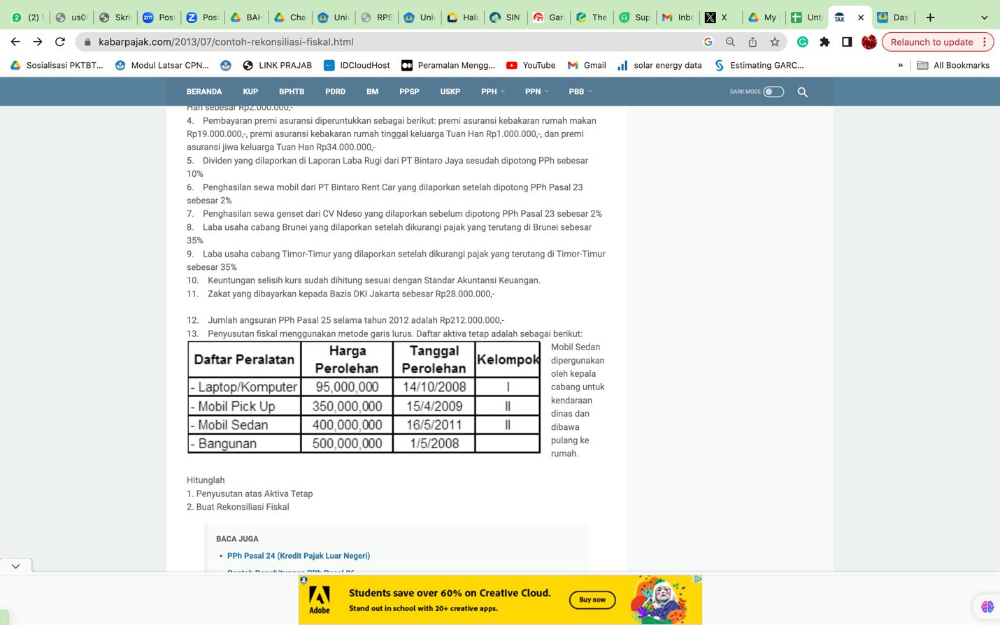 (2) V
us0
Skri
Post
Post
BAH
Cha
Univ
RPS
Univ
Hala
SIN
Gar
The
Sup
Inbo
X
My
Unti
TAX
Das
kabarpajak.com/2013/07/contoh-rekonsiliasi-fiskal.html
Relaunch to update
Sosialisasi PKTBT...
Modul Latsar CPN...
LINK PRAJAB
IDCloudHost
Peramalan Mengg...
YouTube
Gmail
solar energy data
Estimating GARC...
»
All Bookmarks
BERANDA KUP BPHTB PDRD BM PPSP USKP PPH PPN PBB DARK MODE
Han sebesar Rp2.000.000,-
4. Pembayaran premi asuransi diperuntukkan sebagai berikut: premi asuransi kebakaran rumah makan
Rp19.000.000,-, premi asuransi kebakaran rumah tinggal keluarga Tuan Han Rp1.000.000,-, dan premi
asuransi jiwa keluarga Tuan Han Rp34.000.000,-
5. Dividen yang dilaporkan di Laporan Laba Rugi dari PT Bintaro Jaya sesudah dipotong PPh sebesar
10%
6. Penghasilan sewa mobil dari PT Bintaro Rent Car yang dilaporkan setelah dipotong PPh Pasal 23
sebesar 2%
7. Penghasilan sewa genset dari CV Ndeso yang dilaporkan sebelum dipotong PPh Pasal 23 sebesar 2%
8. Laba usaha cabang Brunei yang dilaporkan setelah dikurangi pajak yang terutang di Brunei sebesar
35%
9. Laba usaha cabang Timor-Timur yang dilaporkan setelah dikurangi pajak yang terutang di Timor-Timur
sebesar 35%
10. Keuntungan selisih kurs sudah dihitung sesuai dengan Standar Akuntansi Keuangan.
11. Zakat yang dibayarkan kepada Bazis DKI Jakarta sebesar Rp28.000.000,-
12. Jumlah angsuran PPh Pasal 25 selama tahun 2012 adalah Rp212.000.000,-
13. Penyusutan fiskal menggunakan metode garis lurus. Daftar aktiva tetap adalah sebagai berikut:
Daftar Peralatan Harga Perolehan Tanggal Perolehan Kelompok
- Laptop/Komputer 95,000,000 14/10/2008 I
- Mobil Pick Up 350,000,000 15/4/2009 II
- Mobil Sedan 400,000,000 16/5/2011 II
- Bangunan 500,000,000 1/5/2008
Mobil Sedan
dipergunakan
oleh kepala
cabang untuk
kendaraan
dinas dan
dibawa
pulang ke
rumah.
Hitunglah
1. Penyusutan atas Aktiva Tetap
2. Buat Rekonsiliasi Fiskal
BACA JUGA
• PPh Pasal 24 (Kredit Pajak Luar Negeri)
Adobe
Students save over 60% on Creative Cloud.
Stand out in school with 20+ creative apps.
Buy now